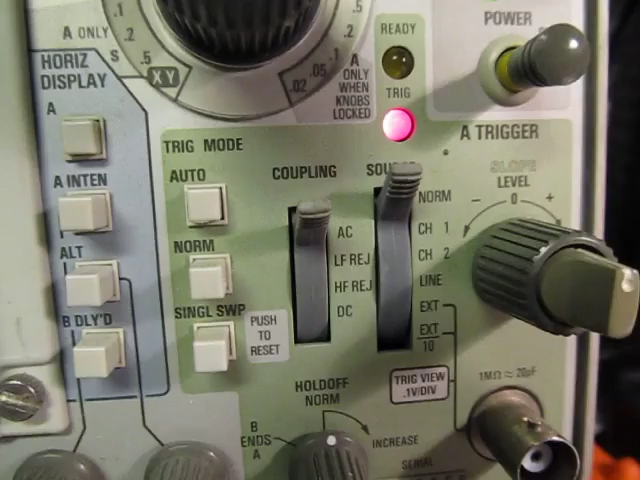 .1
.2
.5
S
X Y
.5
.2
.1
.05
.02
A ONLY
A
ONLY
WHEN
KNOBS
LOCKED
READY
TRIG
POWER
HORIZ
DISPLAY
A
A INTEN
ALT
B DLY'D
TRIG MODE
AUTO
NORM
SINGL SWP
PUSH
TO
RESET
COUPLING
AC
LF REJ
HF REJ
DC
NORM
CH 1
CH 2
LINE
EXT
EXT
10
A TRIGGER
SLOPE
LEVEL
- 0 +
TRIG VIEW
.1V/DIV
1MΩ ≈ 20pF
HOLDOFF
NORM
B
ENDS
A
INCREASE
SERIAL